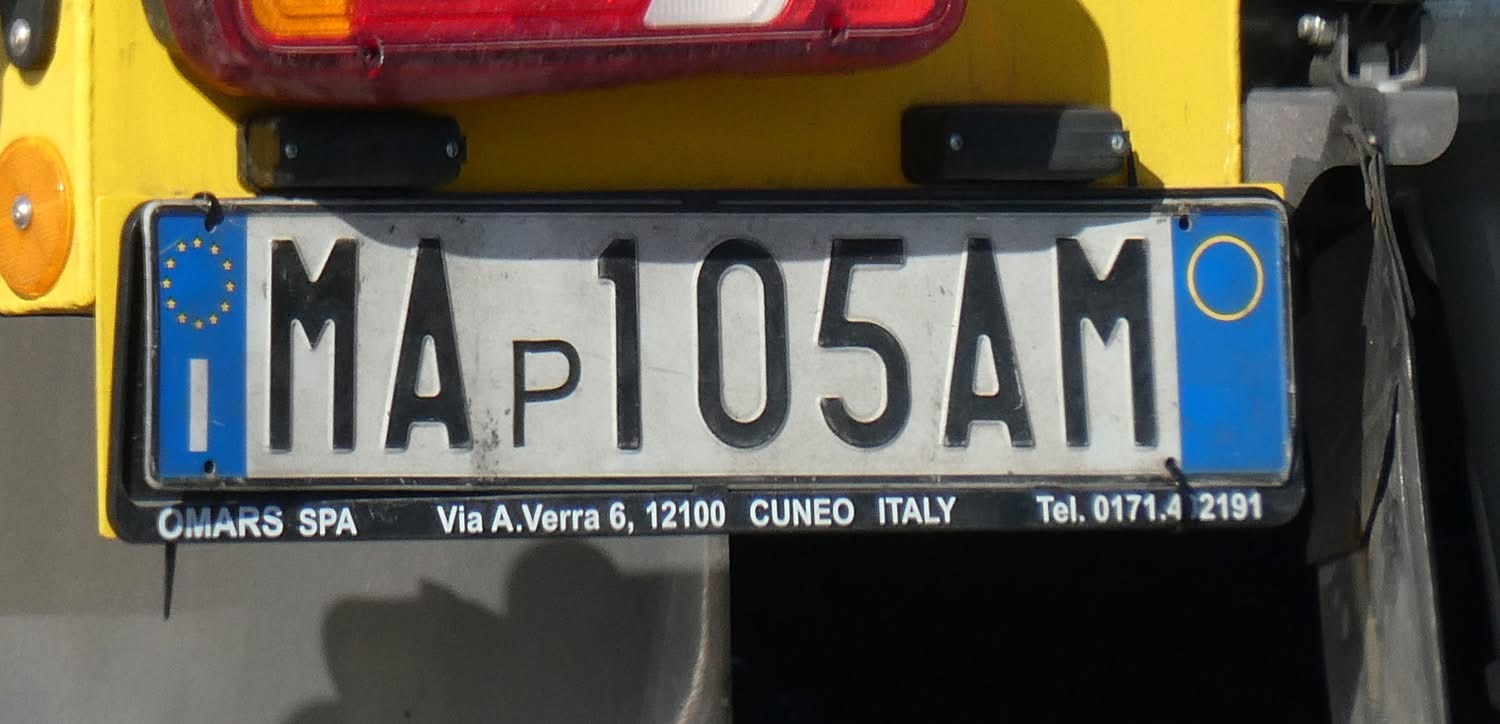 I MAP105AM
OMARS SPA Via A.Verra 6, 12100 CUNEO ITALY Tel.